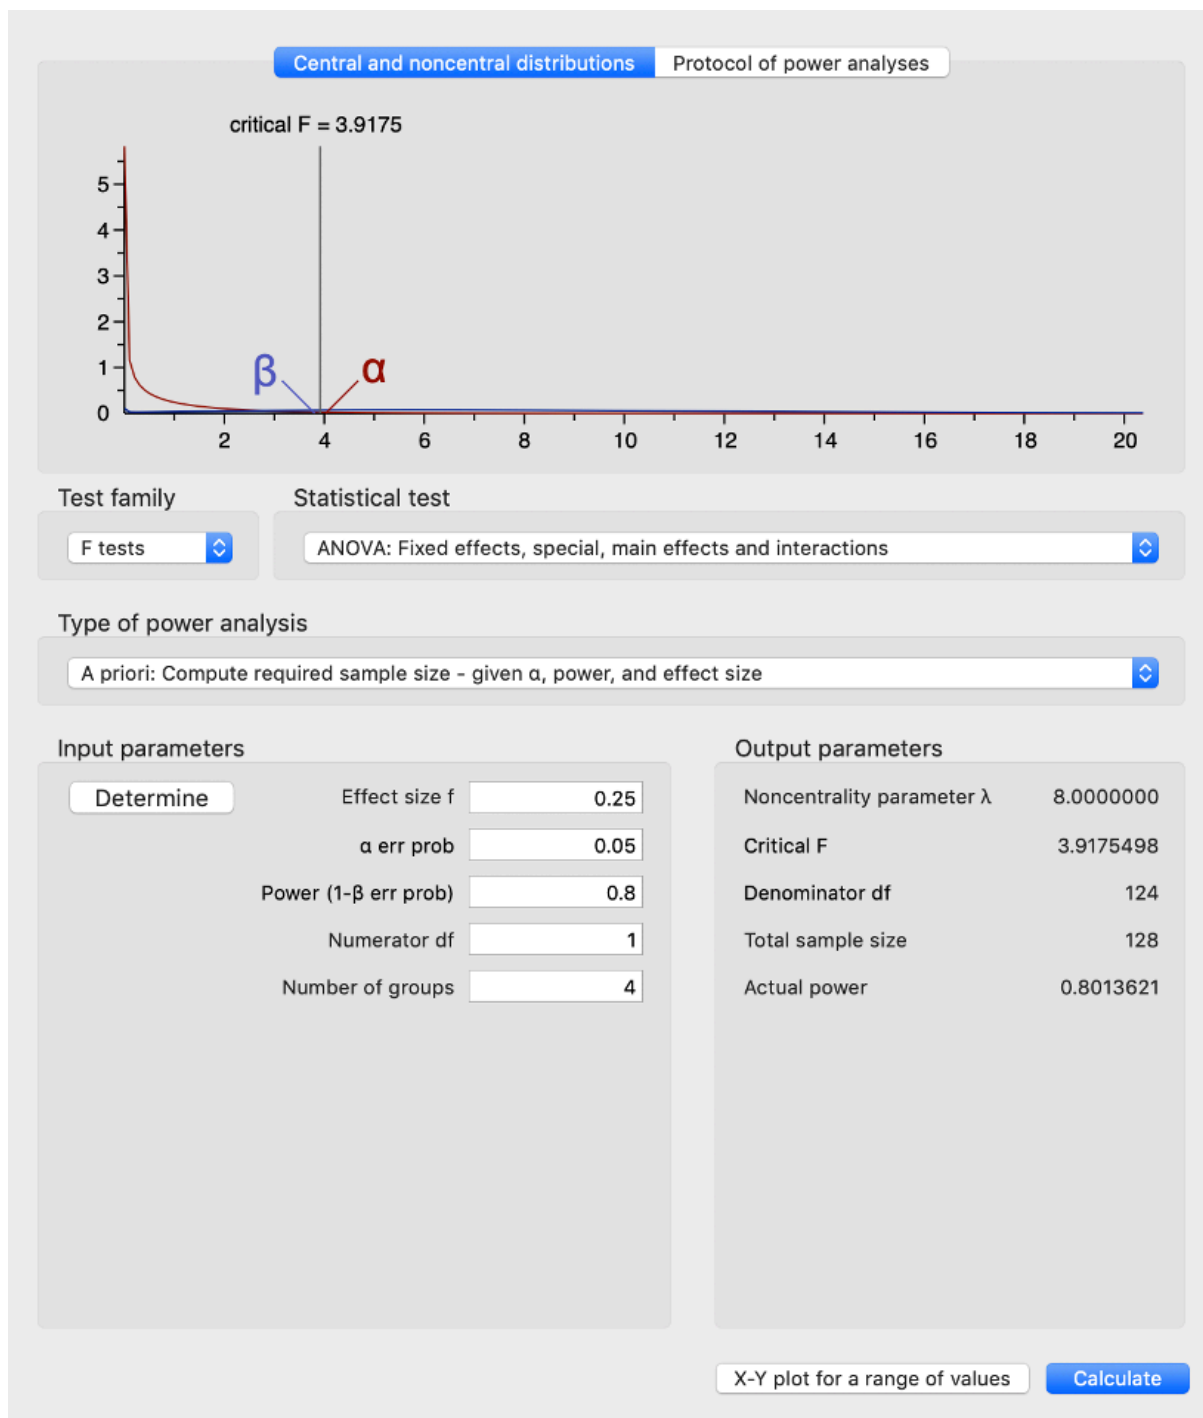 Central and noncentral distributions Protocol of power analyses
critical F = 3.9175
5
4
3
2
1
0
β α
2 4 6 8 10 12 14 16 18 20
Test family Statistical test
F tests ANOVA: Fixed effects, special, main effects and interactions
Type of power analysis
A priori: Compute required sample size - given α, power, and effect size
Input parameters Output parameters
Determine Effect size f 0.25 Noncentrality parameter λ 8.0000000
α err prob 0.05 Critical F 3.9175498
Power (1-β err prob) 0.8 Denominator df 124
Numerator df 1 Total sample size 128
Number of groups 4 Actual power 0.8013621
X-Y plot for a range of values Calculate